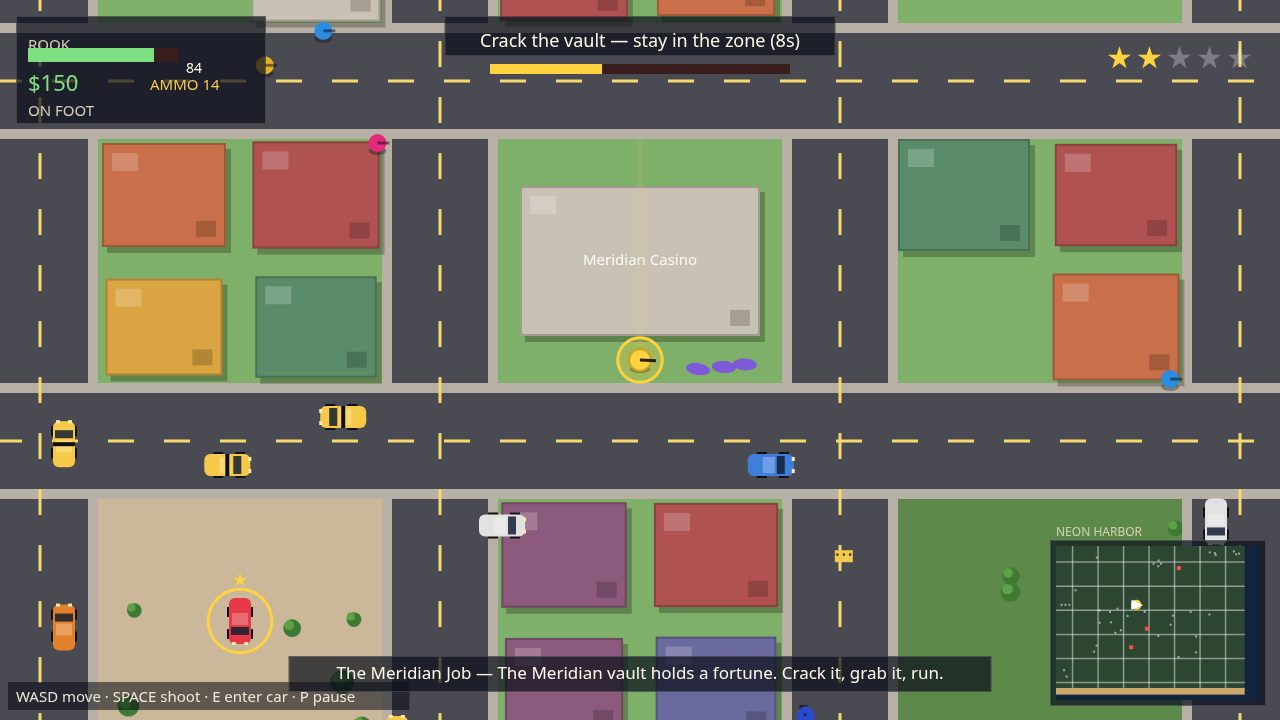 ROOK
84
$150
AMMO 14
ON FOOT
Crack the vault — stay in the zone (8s)
Meridian Casino
NEON HARBOR
The Meridian Job — The Meridian vault holds a fortune. Crack it, grab it, run.
WASD move · SPACE shoot · E enter car · P pause